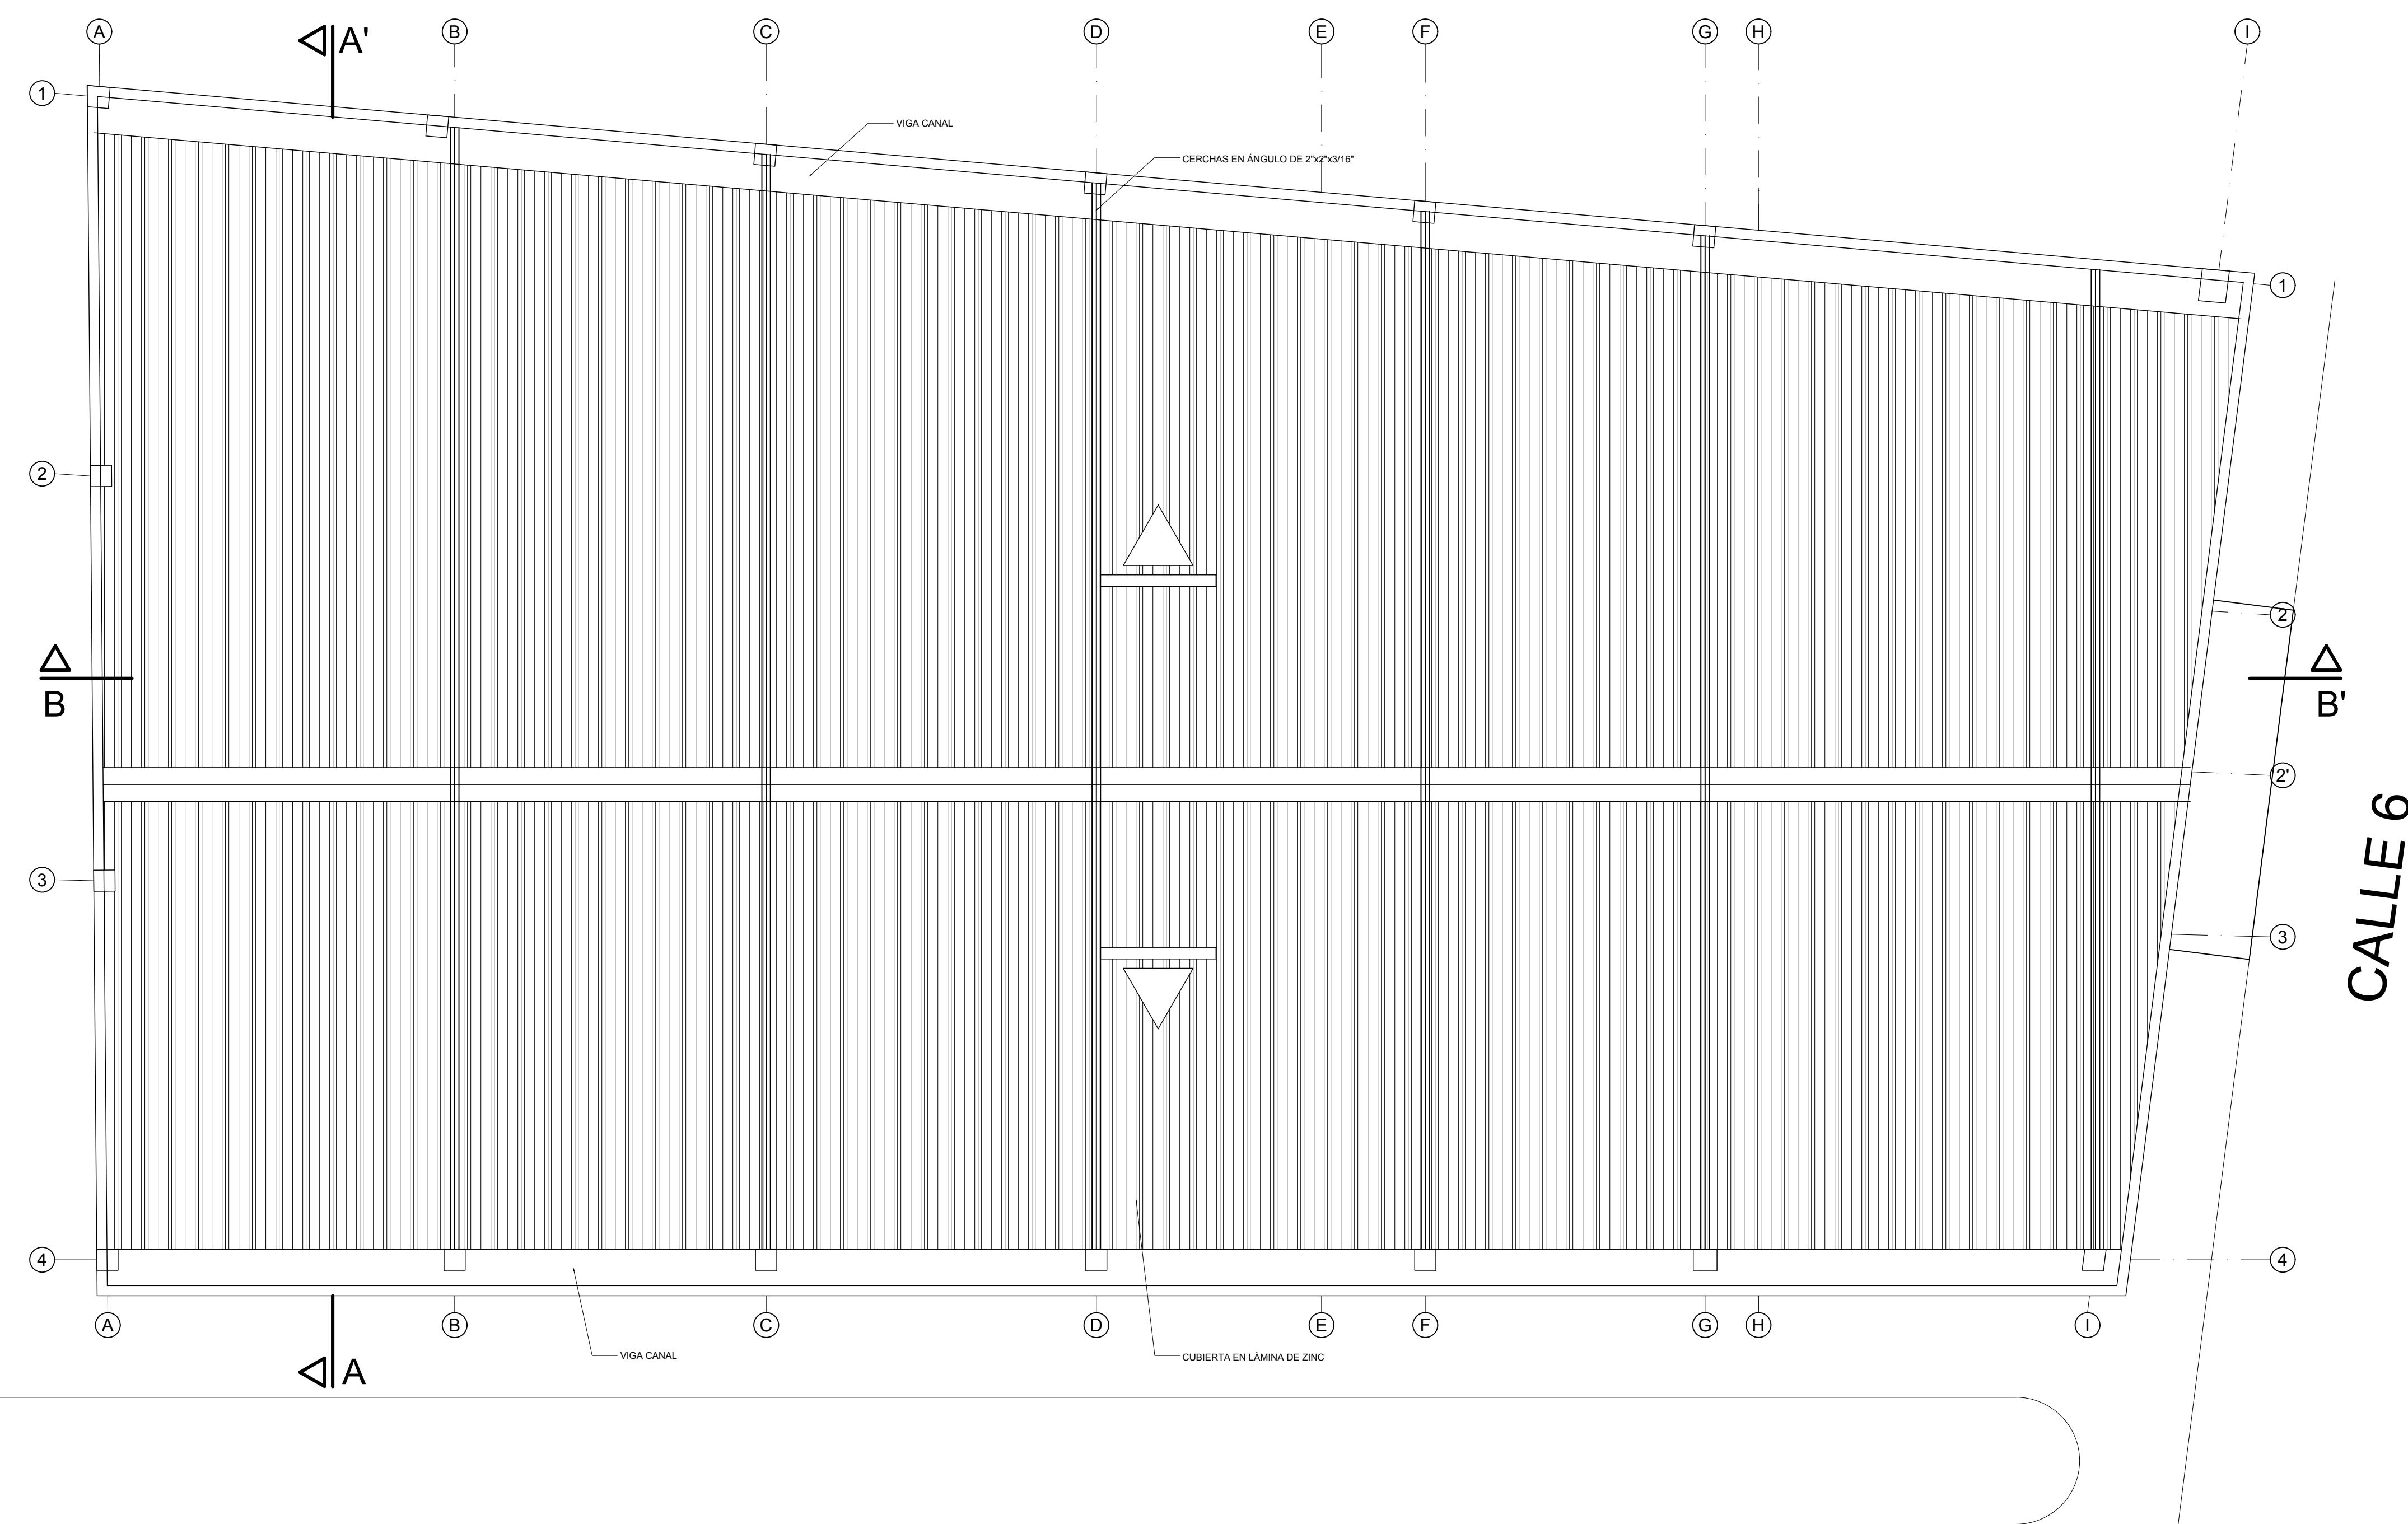 A
A'
B
C
D
E
F
G
H
I
1
VIGA CANAL
CERCHAS EN ÁNGULO DE 2"x2"x3/16"
1
2
2
B
B'
2'
CALLE 6
3
3
4
4
A
B
C
D
E
F
G
H
I
VIGA CANAL
CUBIERTA EN LÀMINA DE ZINC
A